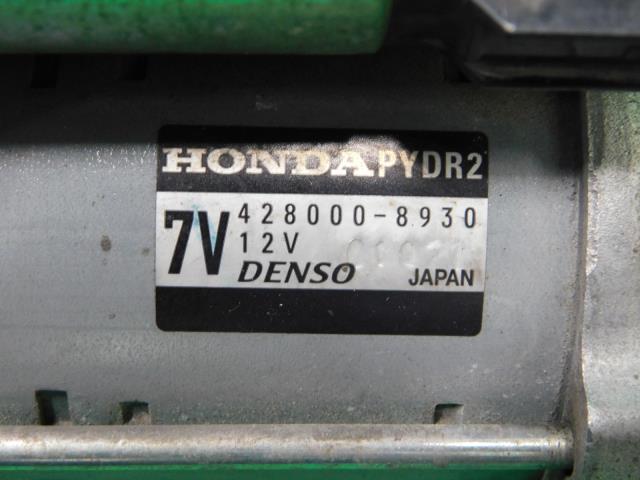 HONDA PYDR2
7V 428000-8930
12V
DENSO JAPAN